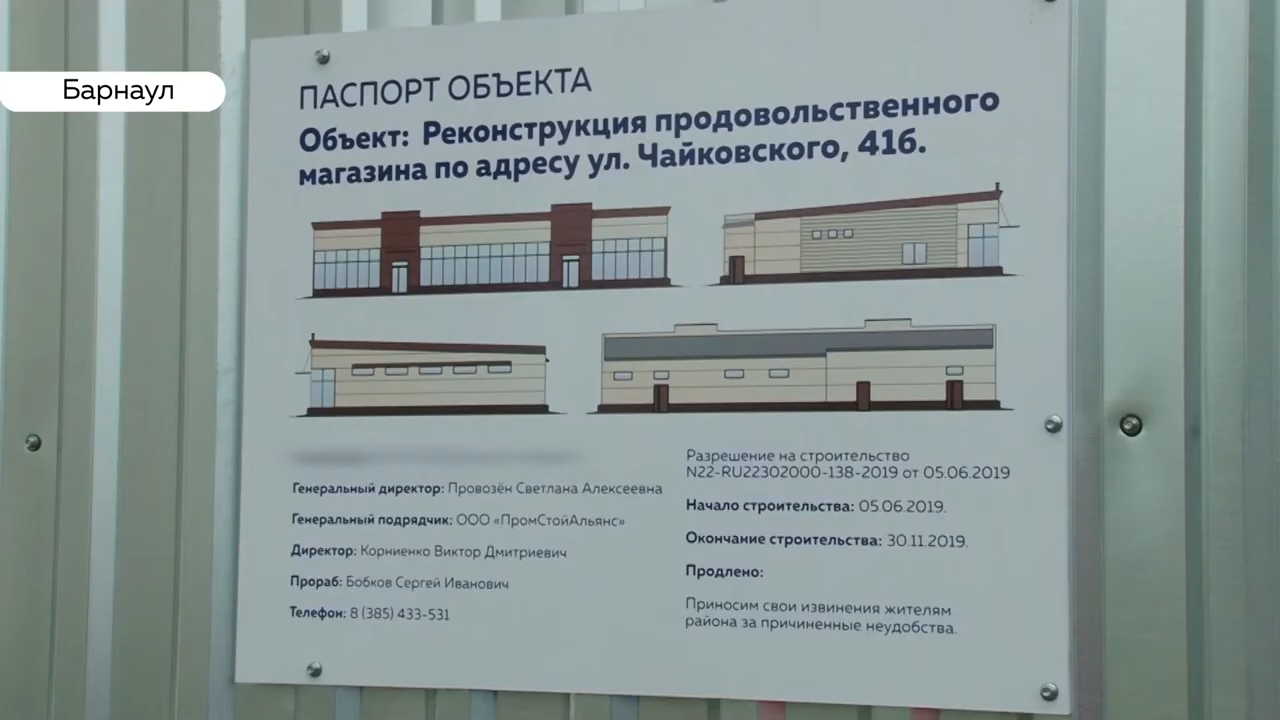 Барнаул
ПАСПОРТ ОБЪЕКТА
Объект: Реконструкция продовольственного
магазина по адресу ул. Чайковского, 41б.
Генеральный директор: Провозён Светлана Алексеевна
Генеральный подрядчик: ООО «ПромСтойАльянс»
Директор: Корниенко Виктор Дмитриевич
Прораб: Бобков Сергей Иванович
Телефон: 8 (385) 433-531
Разрешение на строительство
N22-RU22302000-138-2019 от 05.06.2019
Начало строительства: 05.06.2019.
Окончание строительства: 30.11.2019.
Продлено:
Приносим свои извинения жителям
района за причиненные неудобства.